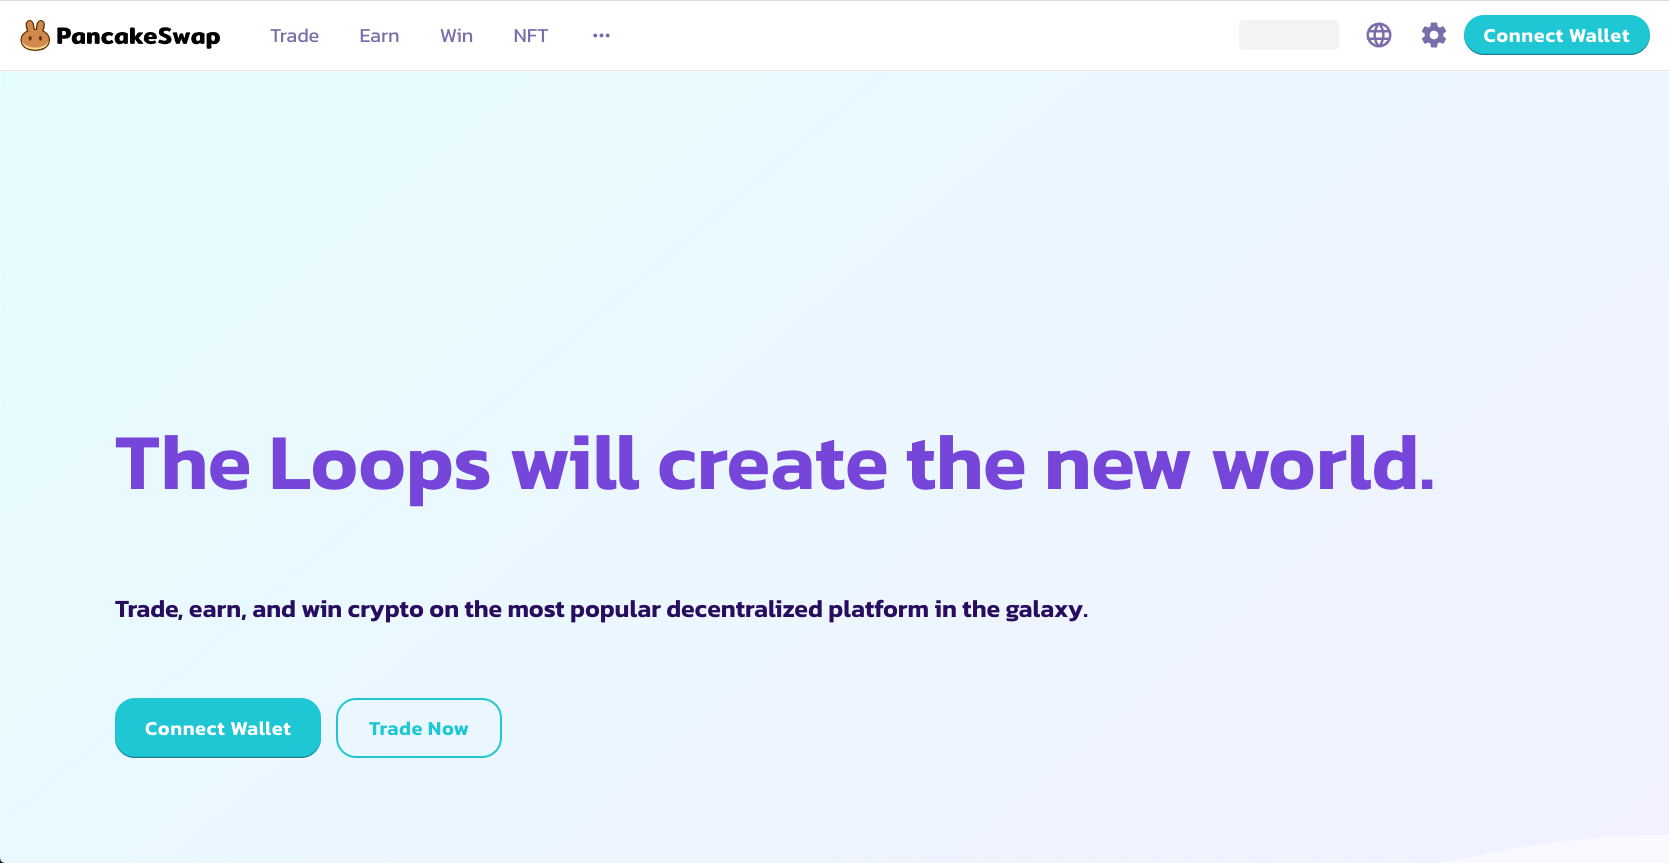 PancakeSwap
Trade Earn Win NFT ...
Connect Wallet
The Loops will create the new world.
Trade, earn, and win crypto on the most popular decentralized platform in the galaxy.
Connect Wallet
Trade Now